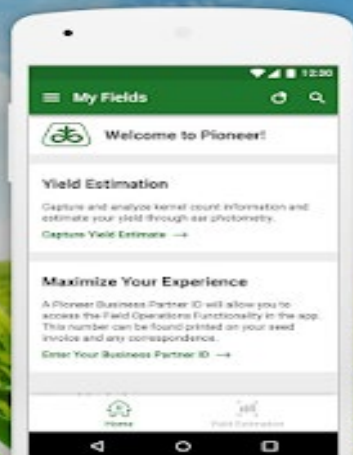 12:30
My Fields
Welcome to Pioneer!
Yield Estimation
Capture and analyze kernel count information and
estimate your yield through ear photometry.
Capture Yield Estimate →
Maximize Your Experience
A Pioneer Business Partner ID will allow you to
access the Field Operations Functionality in the app.
This number can be found printed on your seed
invoice and any correspondence.
Enter Your Business Partner ID →
Home
Yield Estimation